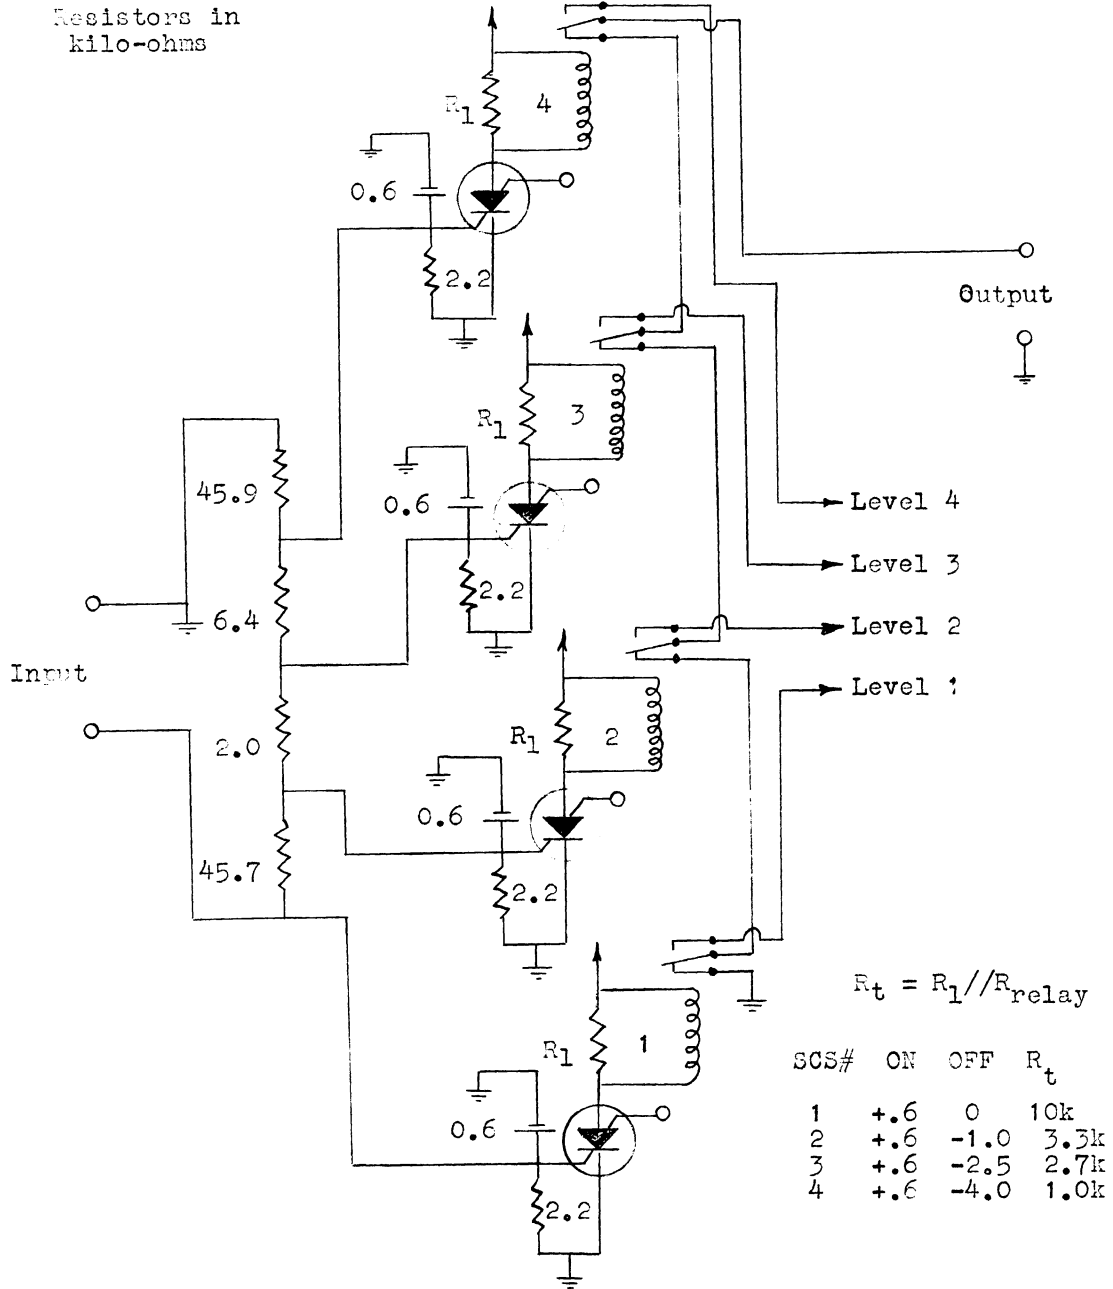 Resistors in
kilo-ohms
R1
4
0.6
2.2
Output
R1
3
45.9
0.6
Level 4
Level 3
6.4
2.2
Level 2
Input
Level 1
R1
2
2.0
0.6
45.7
2.2
Rt = R1//Rrelay
R1
1
SCS# ON OFF Rt
0.6
1 +.6 0 10k
2 +.6 -1.0 3.3k
3 +.6 -2.5 2.7k
4 +.6 -4.0 1.0k
2.2